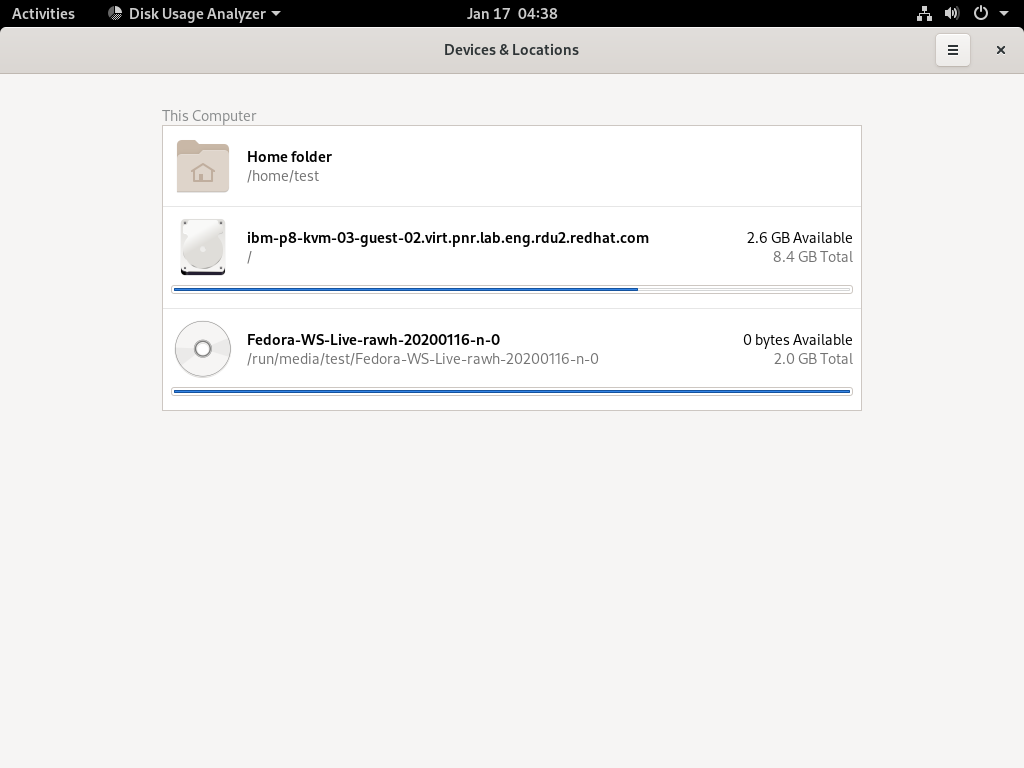 Activities Disk Usage Analyzer Jan 17 04:38
Devices & Locations
This Computer
Home folder
/home/test
ibm-p8-kvm-03-guest-02.virt.pnr.lab.eng.rdu2.redhat.com 2.6 GB Available
/ 8.4 GB Total
Fedora-WS-Live-rawh-20200116-n-0 0 bytes Available
/run/media/test/Fedora-WS-Live-rawh-20200116-n-0 2.0 GB Total